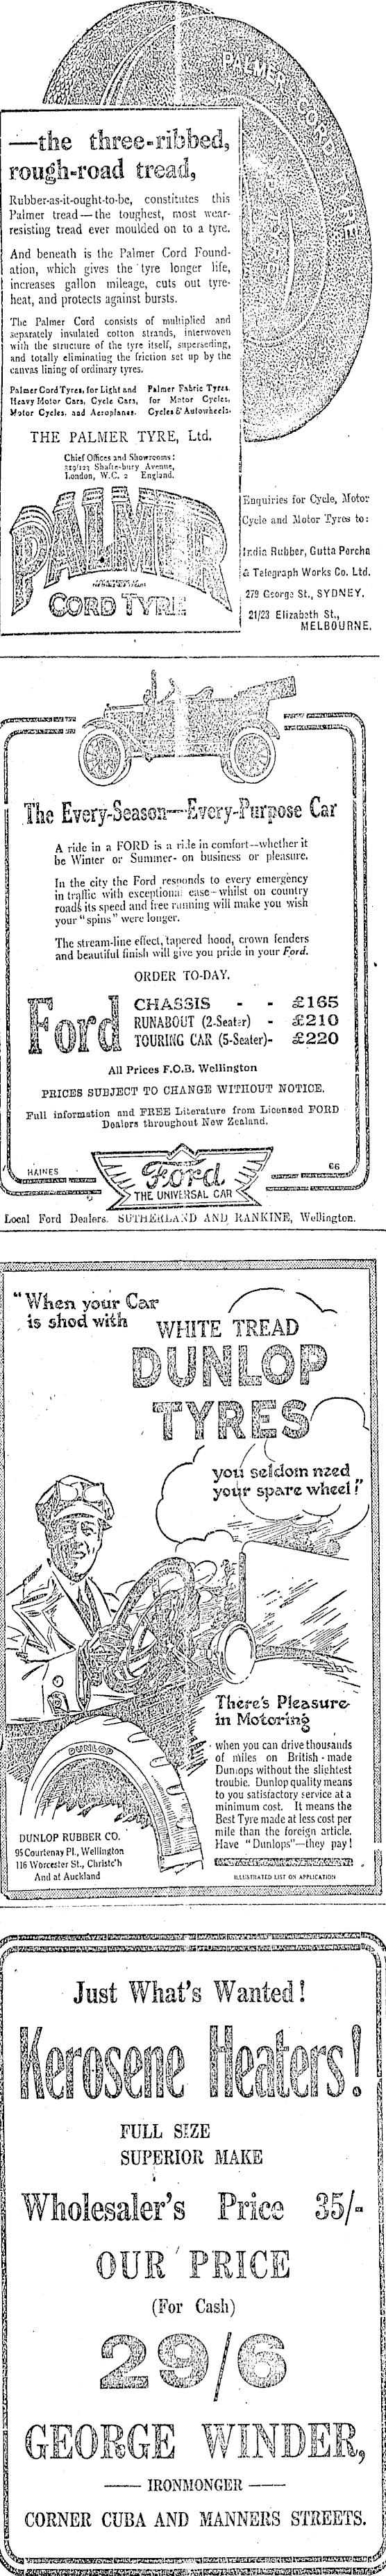 PALMER CORD TYRE
—the three-ribbed,
rough-road tread,
Rubber-as-it-ought-to-be, constitutes this
Palmer tread—the toughest, most wear-
resisting tread ever moulded on to a tyre.
And beneath is the Palmer Cord Found-
ation, which gives the tyre longer life,
increases gallon mileage, cuts out tyre-
heat, and protects against bursts.
The Palmer Cord consists of multiplied and
separately insulated cotton strands, interwoven
with the structure of the tyre itself, superseding,
and totally eliminating the friction set up by the
canvas lining of ordinary tyres.
Palmer Cord Tyres, for Light and
Heavy Motor Cars, Cycle Cars,
Motor Cycles, and Aeroplanes.
Palmer Fabric Tyres.
for Motor Cycles,
Cycles & Autowheels.
THE PALMER TYRE, Ltd.
Chief Offices and Showrooms:
119/123 Shaftesbury Avenue,
London, W.C. 2 England.
PALMER
CORD TYRE
Enquiries for Cycle, Motor
Cycle and Motor Tyres to:
India Rubber, Gutta Percha
& Telegraph Works Co. Ltd.
279 George St., SYDNEY.
21/23 Elizabeth St.,
MELBOURNE.
The Every-Season—Every-Purpose Car
A ride in a FORD is a ride in comfort—whether it
be Winter or Summer- on business or pleasure.
In the city the Ford responds to every emergency
in traffic with exceptional ease—whilst on country
roads its speed and free running will make you wish
your "spins" were longer.
The stream-line effect, tapered hood, crown fenders
and beautiful finish will give you pride in your Ford.
ORDER TO-DAY.
Ford
CHASSIS - - £165
RUNABOUT (2-Seater) - £210
TOURING CAR (5-Seater)- £220
All Prices F.O.B. Wellington
PRICES SUBJECT TO CHANGE WITHOUT NOTICE.
Full information and FREE Literature from Licensed FORD
Dealers throughout New Zealand.
HAINES
66
Ford
THE UNIVERSAL CAR
Local Ford Dealers. SUTHERLAND AND RANKINE, Wellington.
"When your Car
is shod with
WHITE TREAD
DUNLOP
TYRES
you seldom need
your spare wheel!"
There's Pleasure
in Motoring
when you can drive thousands
of miles on British-made
Dunlops without the slightest
trouble. Dunlop quality means
to you satisfactory service at a
minimum cost. It means the
Best Tyre made at less cost per
mile than the foreign article.
Have "Dunlops"—they pay!
ILLUSTRATED LIST ON APPLICATION
DUNLOP
DUNLOP RUBBER CO.
95 Courtenay Pl., Wellington
116 Worcester St., Christc'h
And at Auckland
Just What's Wanted!
Kerosene Heaters!
FULL SIZE
SUPERIOR MAKE
Wholesaler's Price 35/-
OUR PRICE
(For Cash)
29/6
GEORGE WINDER,
—— IRONMONGER ——
CORNER CUBA AND MANNERS STREETS.